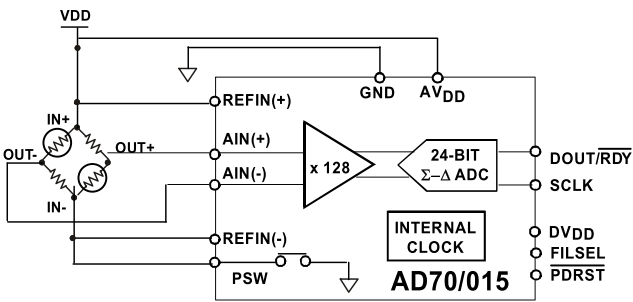 VDD
GND
AVDD
REFIN(+)
IN+
AIN(+)
OUT+
OUT-
x 128
24-BIT
Σ–Δ ADC
DOUT/RDY
AIN(-)
SCLK
IN-
INTERNAL
CLOCK
REFIN(-)
DVDD
FILSEL
PSW
PDRST
AD70/015